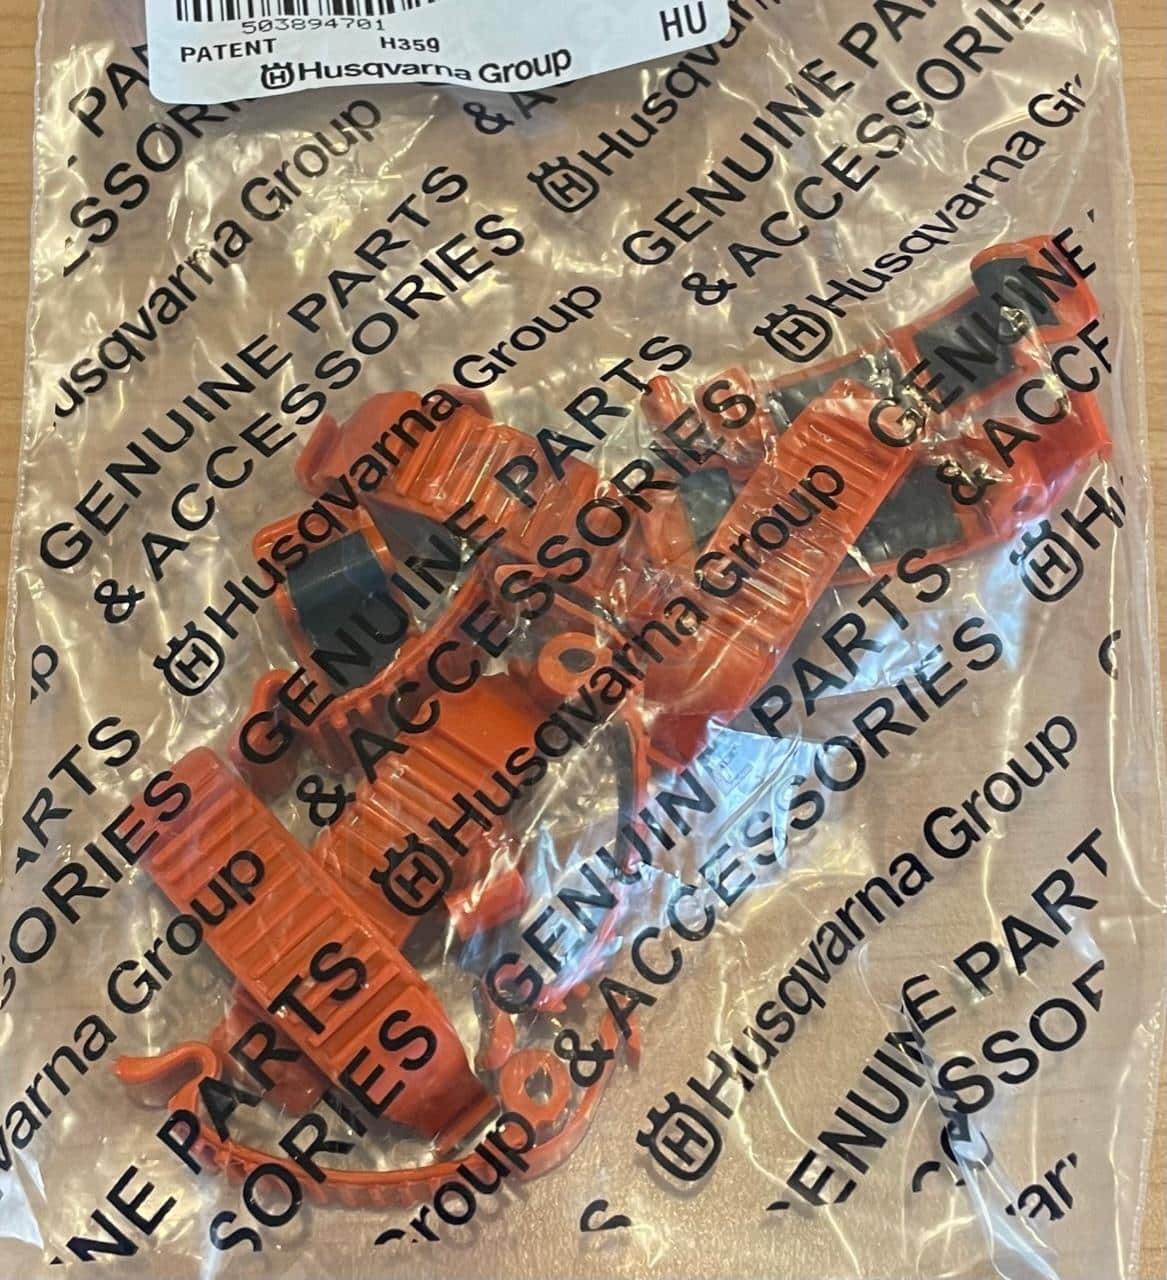 503894701
PATENT H35g HU
Husqvarna Group
GENUINE PARTS
& ACCESSORIES
Husqvarna Group
GENUINE PARTS
& ACCESSORIES
Husqvarna Group
GENUINE PARTS
& ACCESSORIES
Husqvarna Group
GENUINE PARTS
& ACCESSORIES
Husqvarna Group